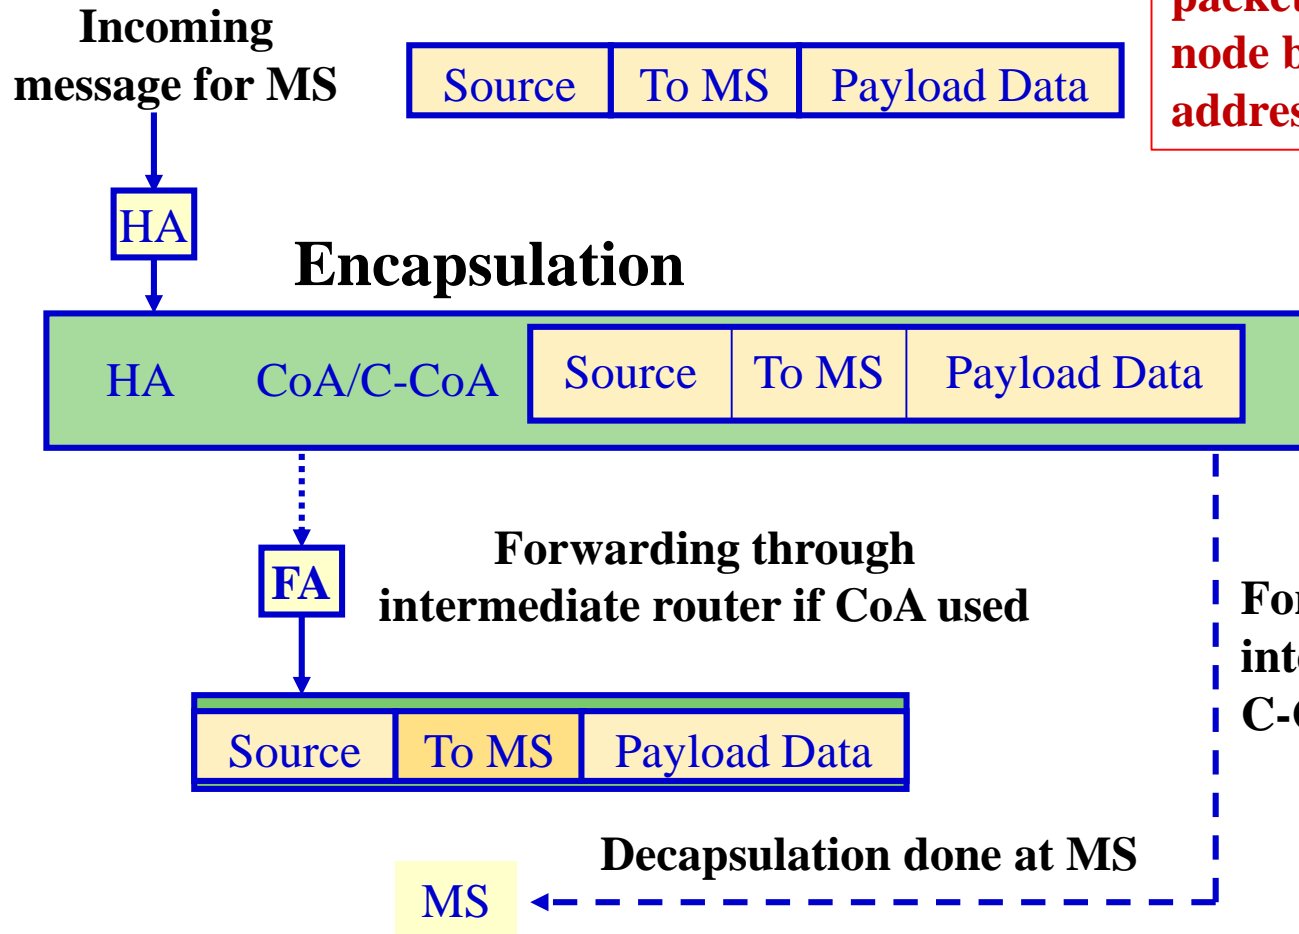 Incoming
message for MS
Source To MS Payload Data
node
HA
Encapsulation
HA CoA/C-CoA Source To MS Payload Data
FA
Forwarding through
intermediate router if CoA used
Source To MS Payload Data
Decapsulation done at MS
MS